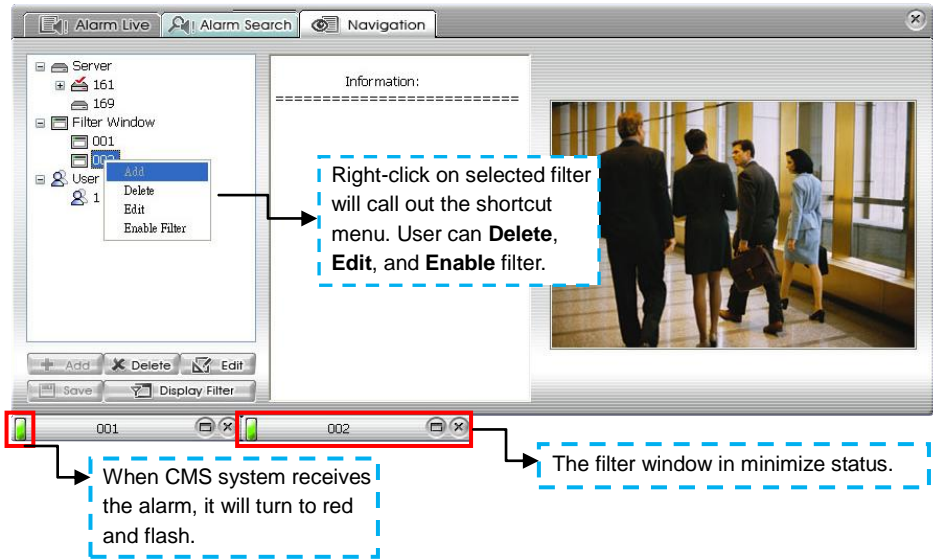 Alarm Live
Alarm Search
Navigation
Server
161
169
Filter Window
001
002
User
1
Add
Delete
Edit
Enable Filter
Information:
==========================
Right-click on selected filter
will call out the shortcut
menu. User can Delete,
Edit, and Enable filter.
Add
Delete
Edit
Save
Display Filter
001
002
When CMS system receives
the alarm, it will turn to red
and flash.
The filter window in minimize status.